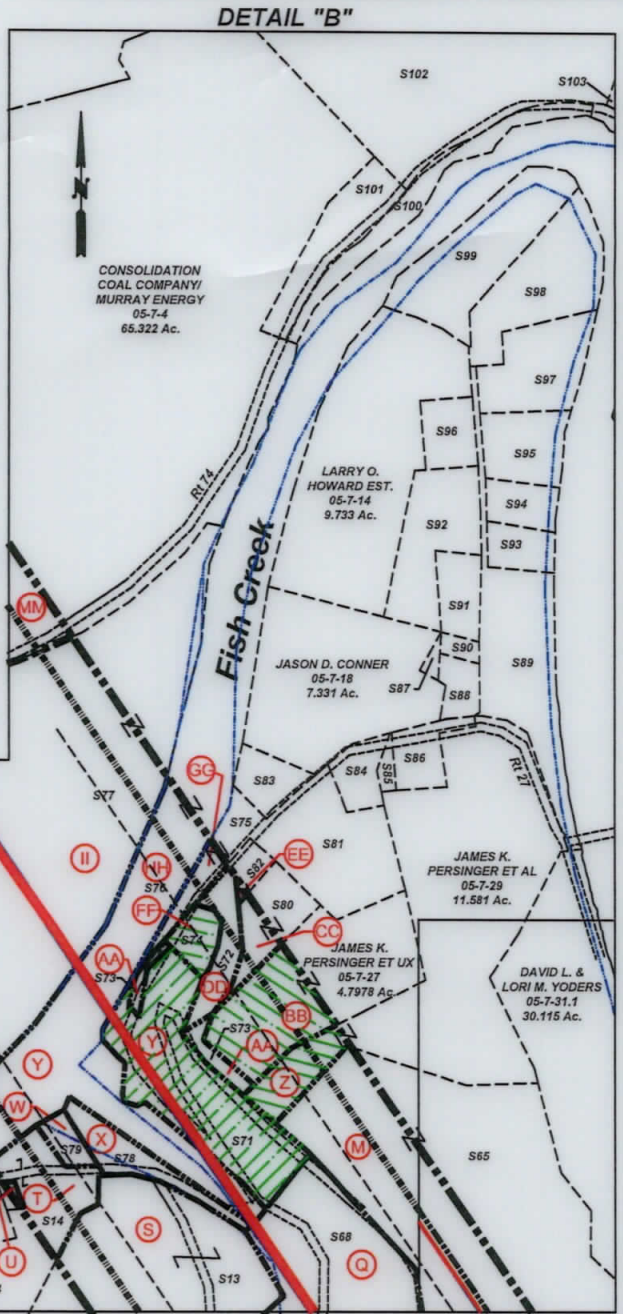 DETAIL "B"
S102
S103
S101
S100
N
CONSOLIDATION
COAL COMPANY/
MURRAY ENERGY
05-7-4
65.322 Ac.
S99
S98
S97
S96
S95
LARRY O.
HOWARD EST.
05-7-14
9.733 Ac.
Rt 74
S94
S92
S93
Fish Creek
MM
S91
S90
S89
JASON D. CONNER
05-7-18
7.331 Ac.
S87
S88
S83
S84
S85
S86
Rt 27
GG
S77
S75
S81
II
HH
S76
S82
EE
JAMES K.
PERSINGER ET AL
05-7-29
11.581 Ac.
FF
S80
S74
CC
JAMES K.
PERSINGER ET UX
05-7-27
4.7978 Ac.
AA
S73
S72
DD
DAVID L. &
LORI M. YODERS
05-7-31.1
30.115 Ac.
BB
S73
Y
AA
Z
Y
W
X
S71
M
S79
S78
S65
T
S14
S
S68
U
S13
Q